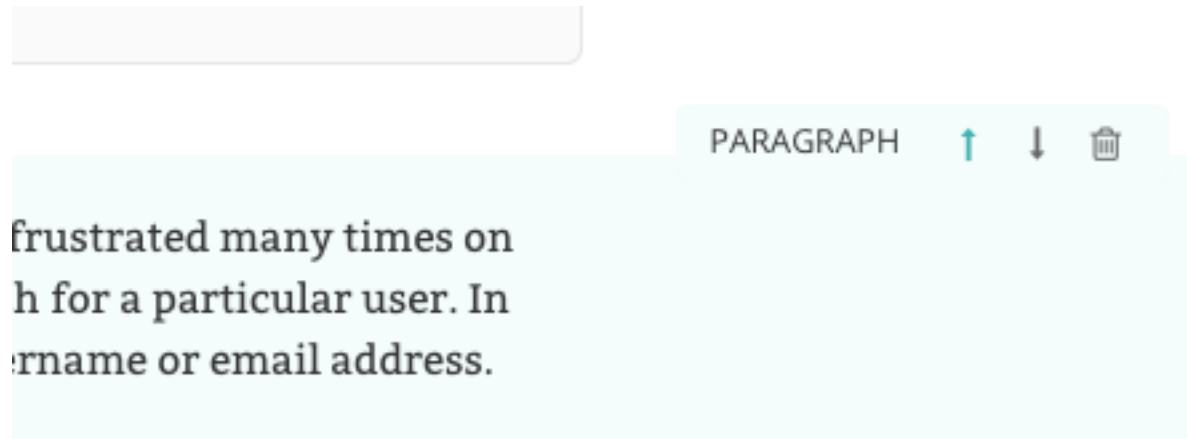 PARAGRAPH
frustrated many times on
h for a particular user. In
ername or email address.